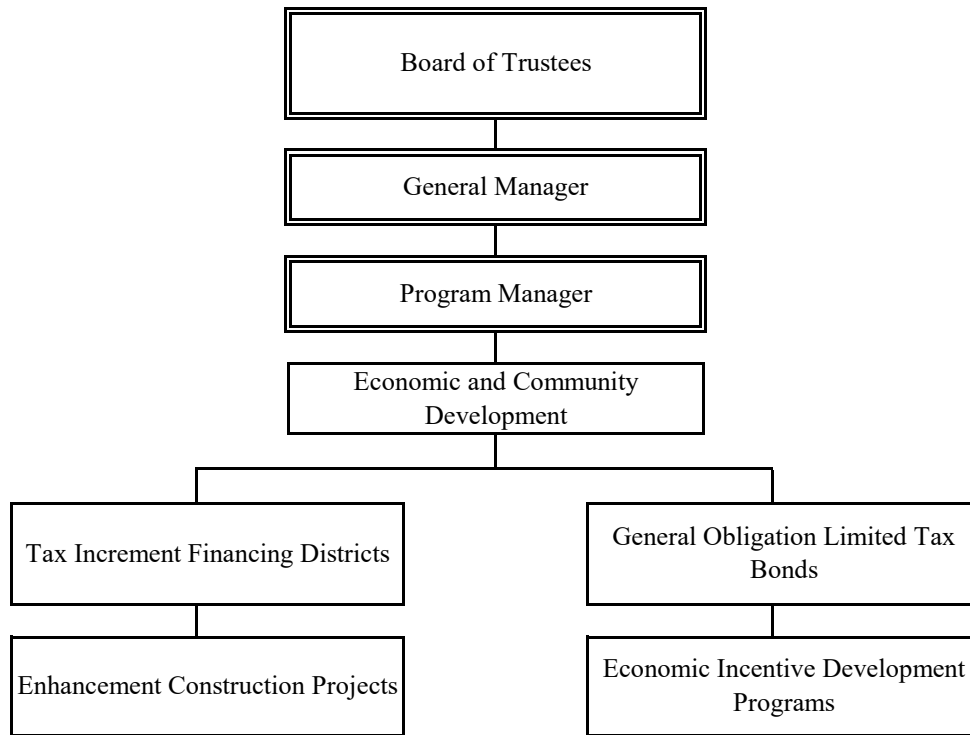 Board of Trustees
General Manager
Program Manager
Economic and Community
Development
Tax Increment Financing Districts
General Obligation Limited Tax
Bonds
Enhancement Construction Projects
Economic Incentive Development
Programs